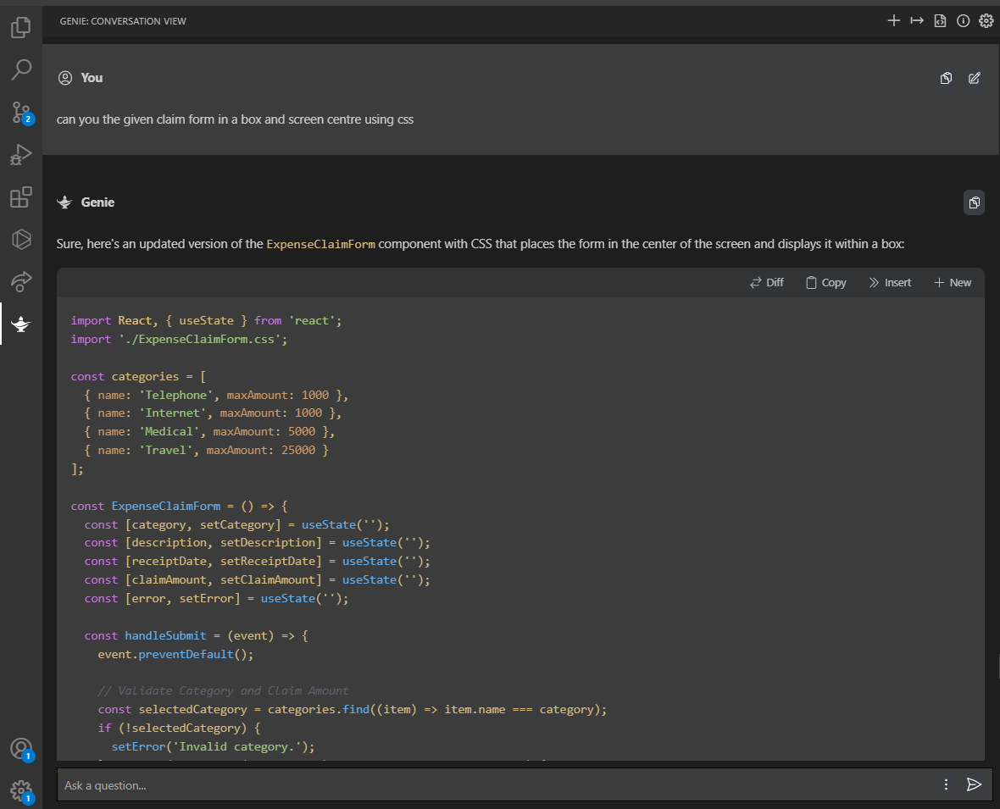 GENIE: CONVERSATION VIEW
You
can you the given claim form in a box and screen centre using css
2
Genie
Sure, here's an updated version of the ExpenseClaimForm component with CSS that places the form in the center of the screen and displays it within a box:
Diff Copy Insert New
import React, { useState } from 'react';
import './ExpenseClaimForm.css';
const categories = [
{ name: 'Telephone', maxAmount: 1000 },
{ name: 'Internet', maxAmount: 1000 },
{ name: 'Medical', maxAmount: 5000 },
{ name: 'Travel', maxAmount: 25000 }
];
const ExpenseClaimForm = () => {
const [category, setCategory] = useState('');
const [description, setDescription] = useState('');
const [receiptDate, setReceiptDate] = useState('');
const [claimAmount, setClaimAmount] = useState('');
const [error, setError] = useState('');
const handleSubmit = (event) => {
event.preventDefault();
// Validate Category and Claim Amount
const selectedCategory = categories.find((item) => item.name === category);
if (!selectedCategory) {
setError('Invalid category.');
1
Ask a question...
1